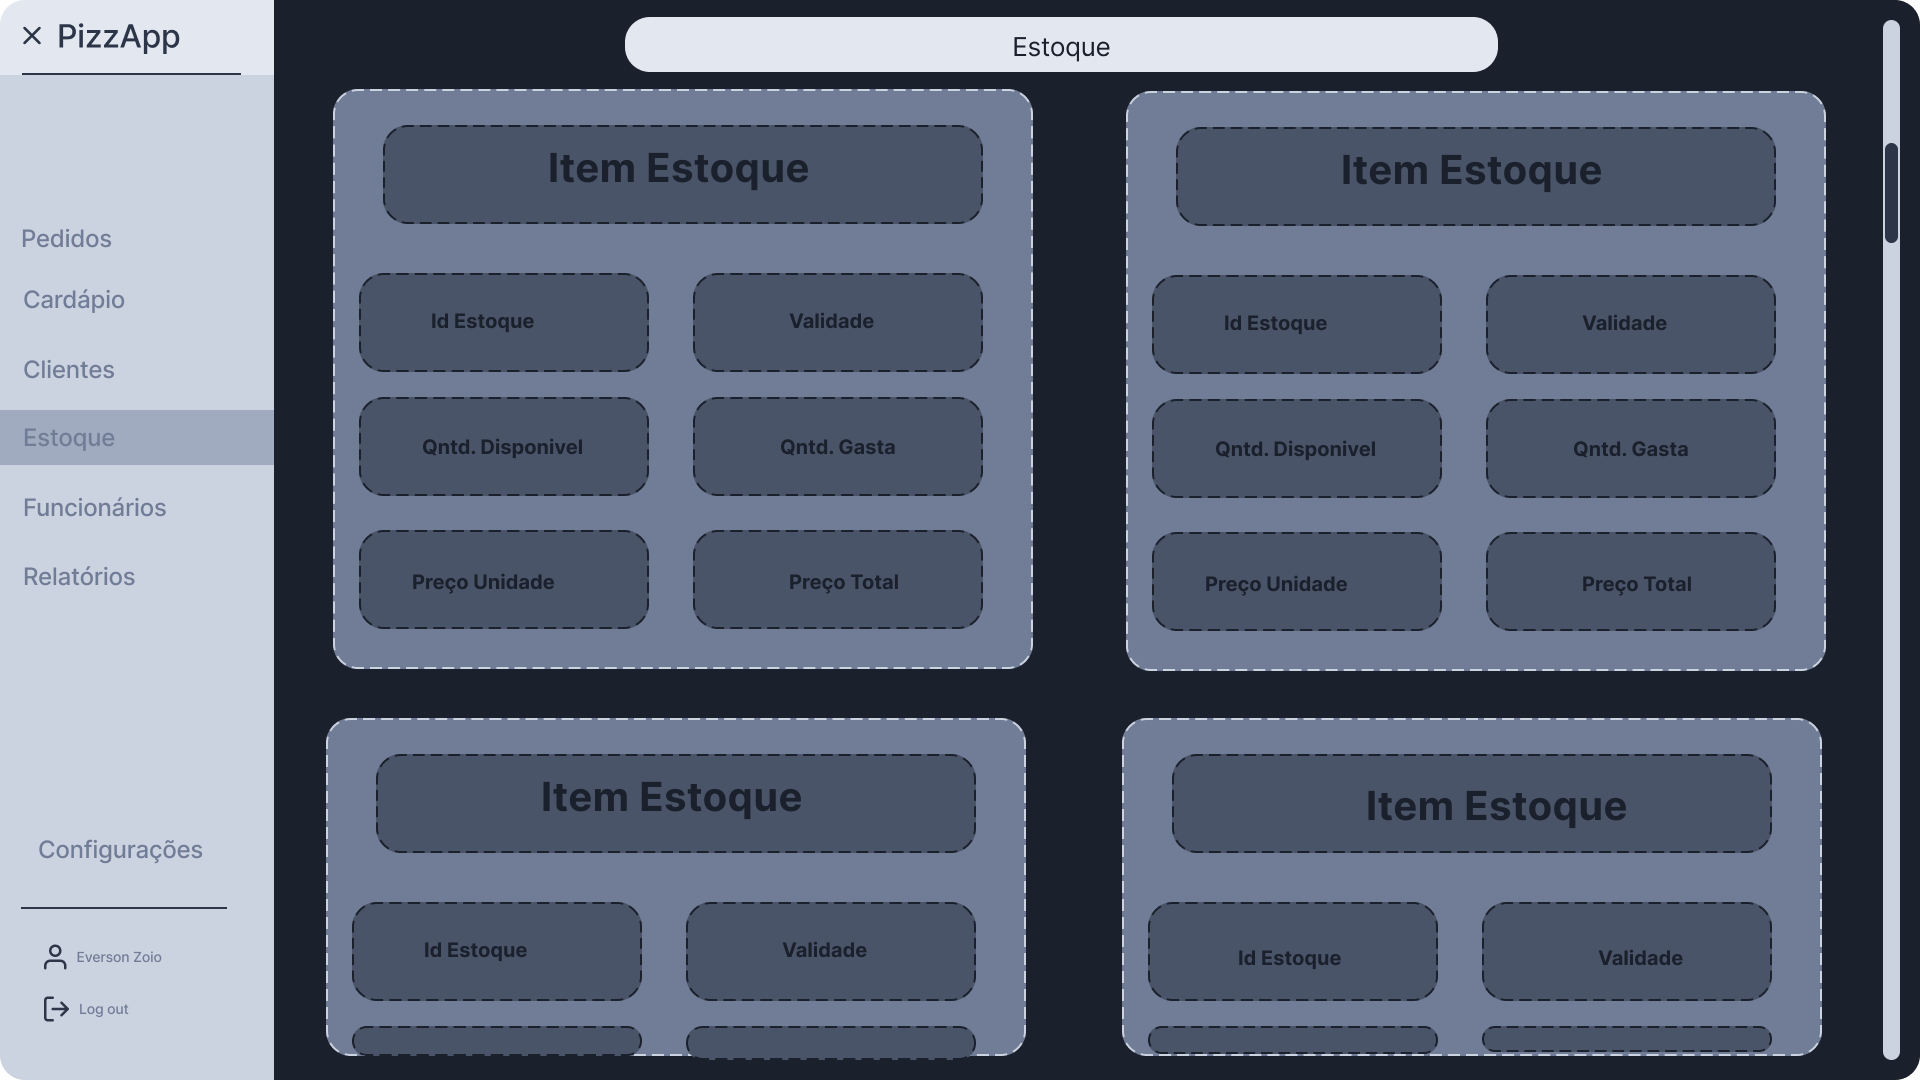 PizzApp
Pedidos
Cardápio
Clientes
Estoque
Funcionários
Relatórios
Configurações
Everson Zoio
Log out
Estoque
Item Estoque
Id Estoque
Validade
Qntd. Disponivel
Qntd. Gasta
Preço Unidade
Preço Total
Item Estoque
Id Estoque
Validade
Qntd. Disponivel
Qntd. Gasta
Preço Unidade
Preço Total
Item Estoque
Id Estoque
Validade
Item Estoque
Id Estoque
Validade